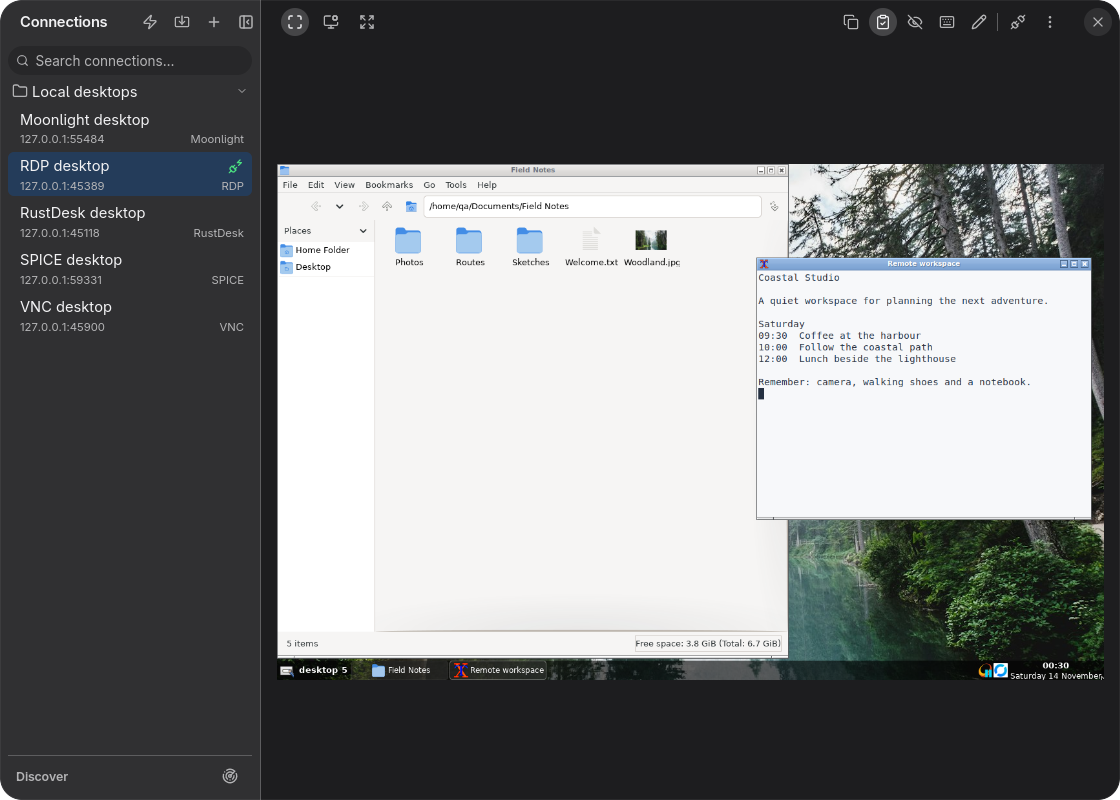 Connections
Search connections...
Local desktops
Moonlight desktop
127.0.0.1:55484 Moonlight
RDP desktop
127.0.0.1:45389 RDP
RustDesk desktop
127.0.0.1:45118 RustDesk
SPICE desktop
127.0.0.1:59331 SPICE
VNC desktop
127.0.0.1:45900 VNC
Discover
Field Notes
File Edit View Bookmarks Go Tools Help
/home/qa/Documents/Field Notes
Places
Home Folder
Desktop
Photos Routes Sketches Welcome.txt Woodland.jpg
5 items
Free space: 3.8 GiB (Total: 6.7 GiB)
Remote workspace
Coastal Studio
A quiet workspace for planning the next adventure.
Saturday
09:30 Coffee at the harbour
10:00 Follow the coastal path
12:00 Lunch beside the lighthouse
Remember: camera, walking shoes and a notebook.
desktop 5
Field Notes
Remote workspace
00:30
Saturday 14 November,